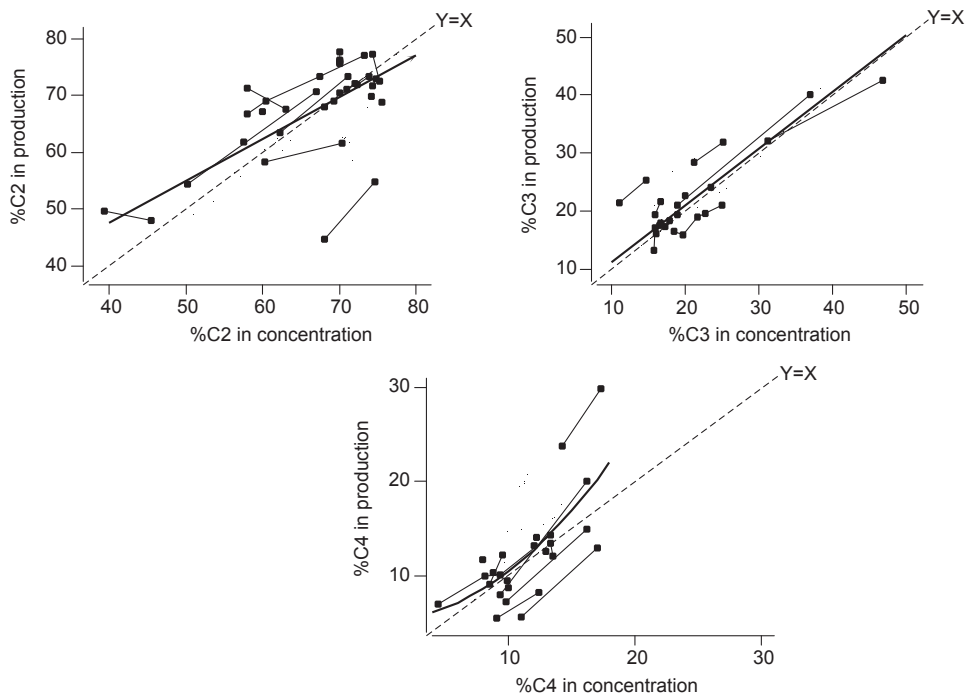 Y=X
80
70
60
50
40
%C2 in production
40 50 60 70 80
%C2 in concentration
Y=X
50
40
30
20
10
%C3 in production
10 20 30 40 50
%C3 in concentration
Y=X
30
20
10
%C4 in production
10 20 30
%C4 in concentration